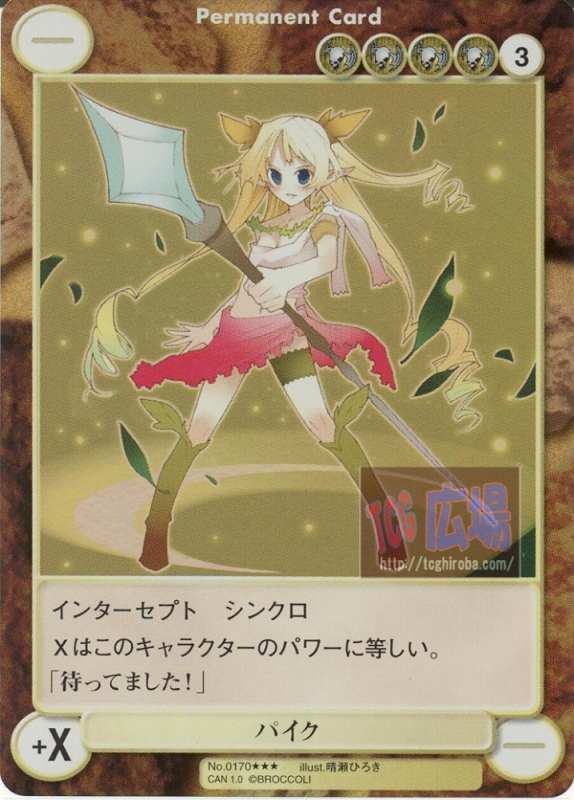 Permanent Card
3
TCG 広場
http://tcghiroba.com/
インターセプト　シンクロ
Xはこのキャラクターのパワーに等しい。
「待ってました!」
パイク
+X
No.0170★★★　illust.晴瀬ひろき
CAN 1.0 ©BROCCOLI